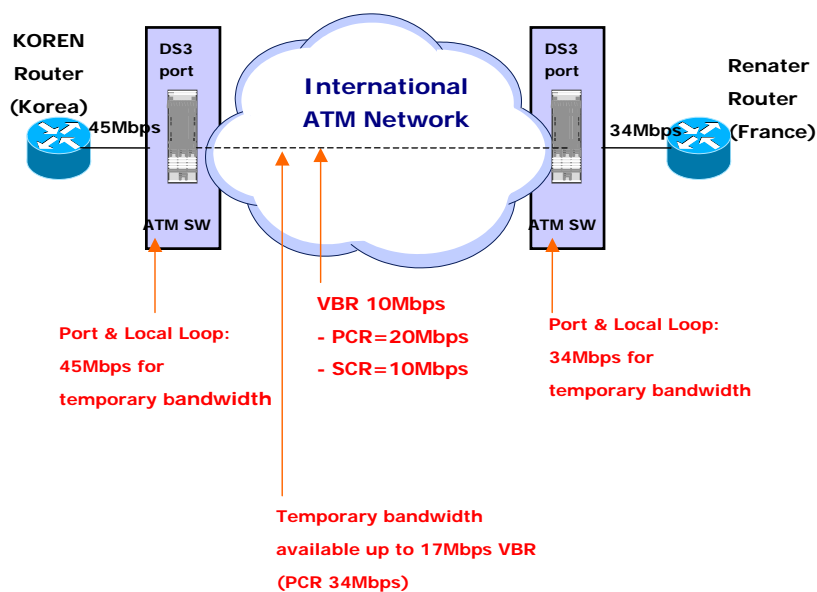 KOREN
Router
(Korea)
45Mbps
DS3
port
ATM SW
International
ATM Network
DS3
port
ATM SW
34Mbps
Renater
Router
(France)
Port & Local Loop:
45Mbps for
temporary bandwidth
VBR 10Mbps
- PCR=20Mbps
- SCR=10Mbps
Port & Local Loop:
34Mbps for
temporary bandwidth
Temporary bandwidth
available up to 17Mbps VBR
(PCR 34Mbps)